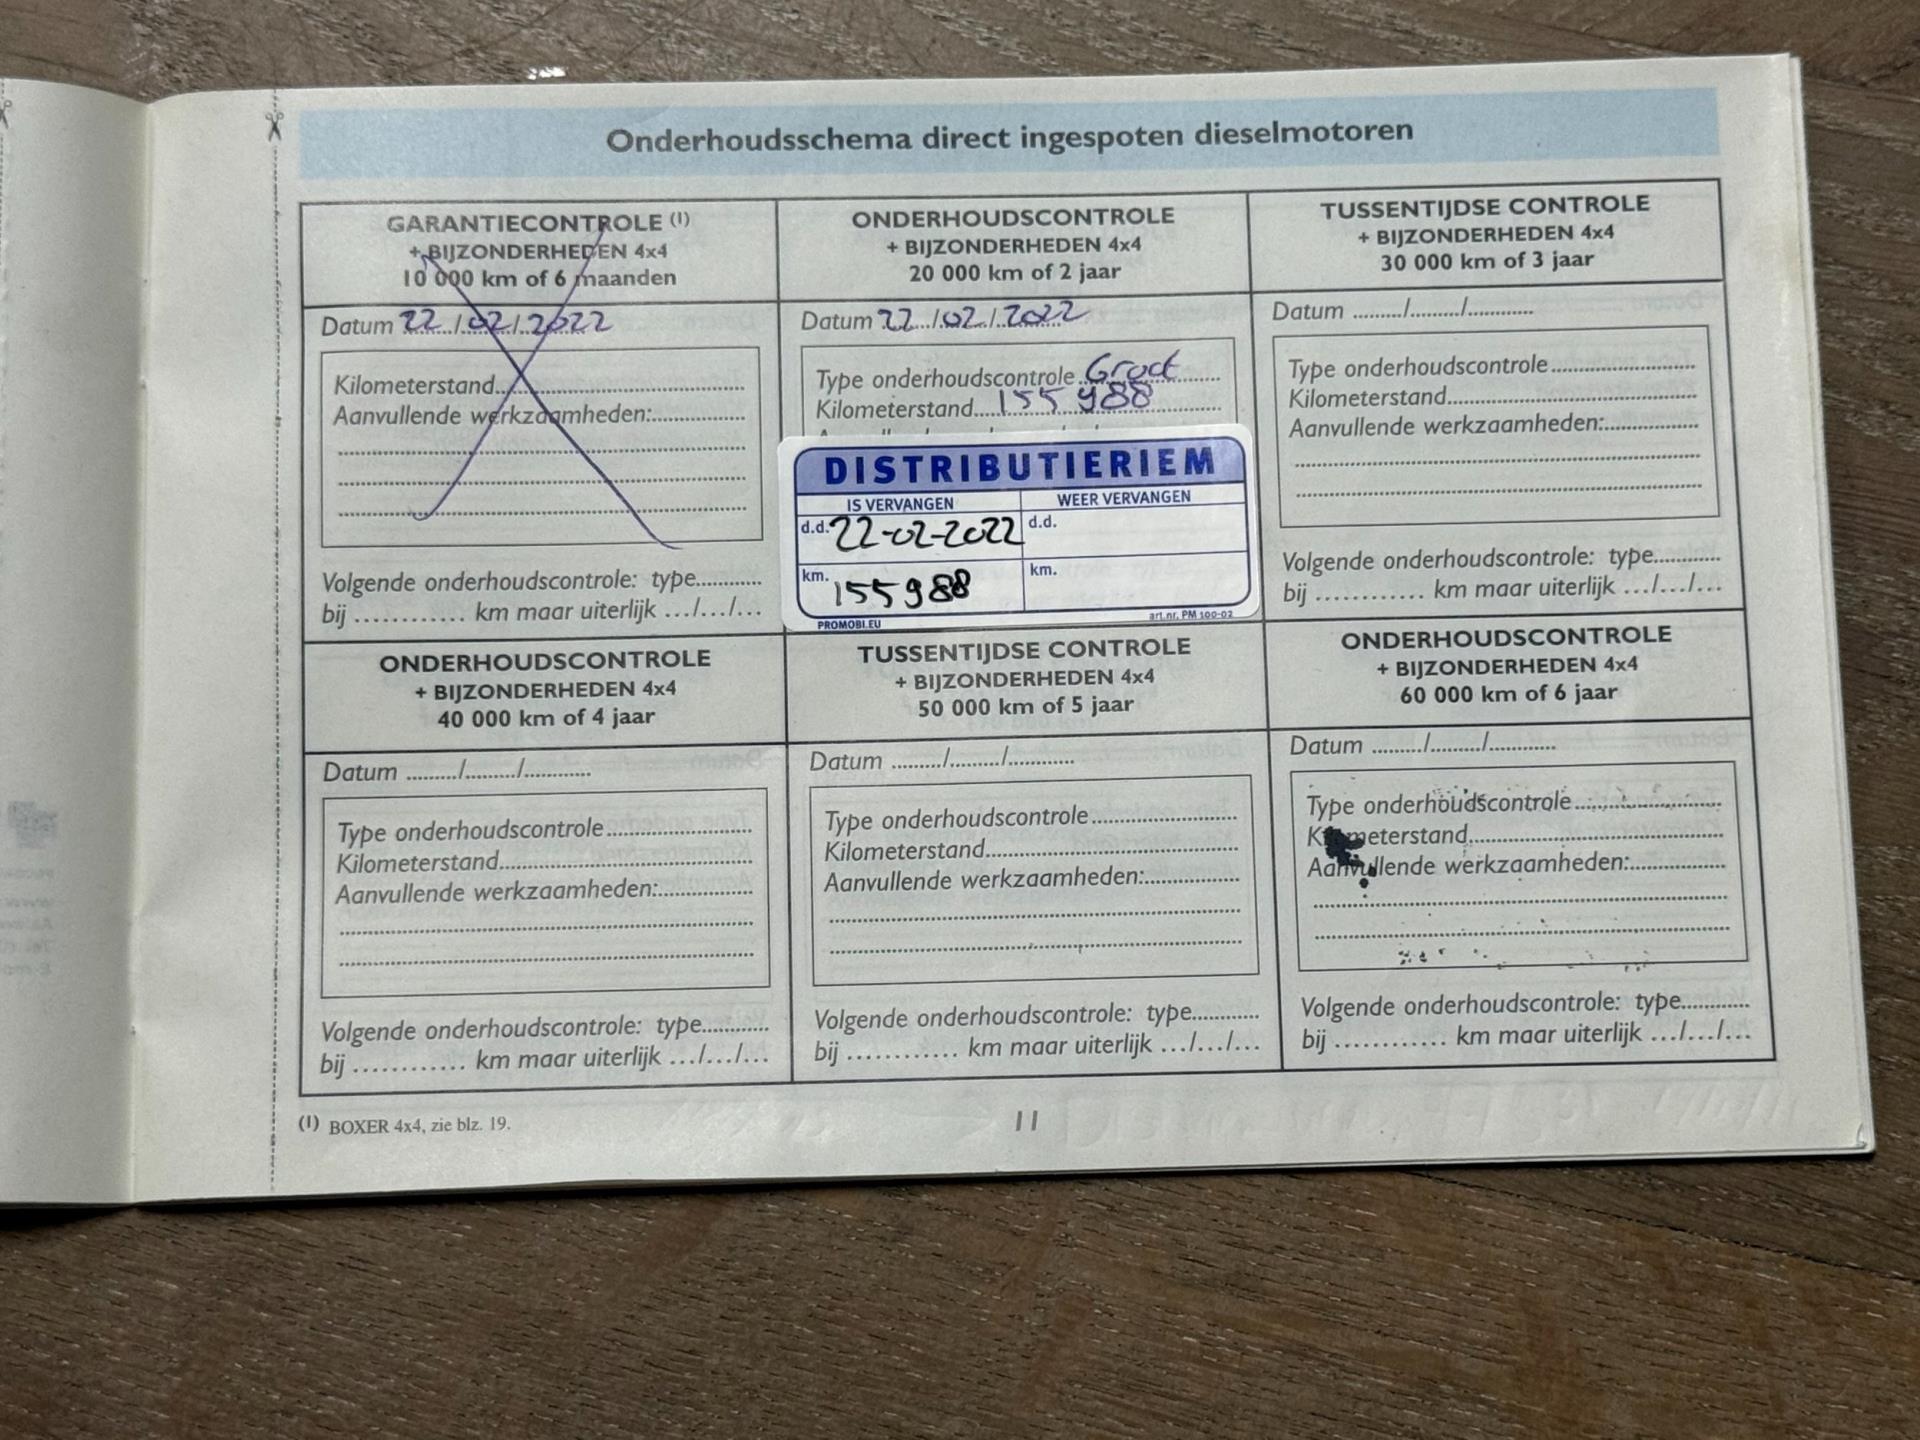 Onderhoudsschema direct ingespoten dieselmotoren
GARANTIECONTROLE (1)
+ BIJZONDERHEDEN 4x4
10 000 km of 6 maanden
Datum 22/02/2022
Kilometerstand
Aanvullende werkzaamheden:
Volgende onderhoudscontrole: type
bij ............ km maar uiterlijk .../.../...
ONDERHOUDSCONTROLE
+ BIJZONDERHEDEN 4x4
20 000 km of 2 jaar
Datum 22/02/2022
Type onderhoudscontrole Groot
Kilometerstand 155988
DISTRIBUTIERIEM
IS VERVANGEN
d.d. 22-02-2022
km. 155988
WEER VERVANGEN
d.d.
km.
PROMOBI.EU
art.nr. PM 100-02
TUSSENTIJDSE CONTROLE
+ BIJZONDERHEDEN 4x4
30 000 km of 3 jaar
Datum ........./........./............
Type onderhoudscontrole
Kilometerstand
Aanvullende werkzaamheden:
Volgende onderhoudscontrole: type
bij ............ km maar uiterlijk .../.../...
ONDERHOUDSCONTROLE
+ BIJZONDERHEDEN 4x4
40 000 km of 4 jaar
Datum ........./........./............
Type onderhoudscontrole
Kilometerstand
Aanvullende werkzaamheden:
Volgende onderhoudscontrole: type
bij ............ km maar uiterlijk .../.../...
TUSSENTIJDSE CONTROLE
+ BIJZONDERHEDEN 4x4
50 000 km of 5 jaar
Datum ........./........./............
Type onderhoudscontrole
Kilometerstand
Aanvullende werkzaamheden:
Volgende onderhoudscontrole: type
bij ............ km maar uiterlijk .../.../...
ONDERHOUDSCONTROLE
+ BIJZONDERHEDEN 4x4
60 000 km of 6 jaar
Datum ........./........./............
Type onderhoudscontrole
Kilometerstand
Aanvullende werkzaamheden:
Volgende onderhoudscontrole: type
bij ............ km maar uiterlijk .../.../...
(1) BOXER 4x4, zie blz. 19.
11